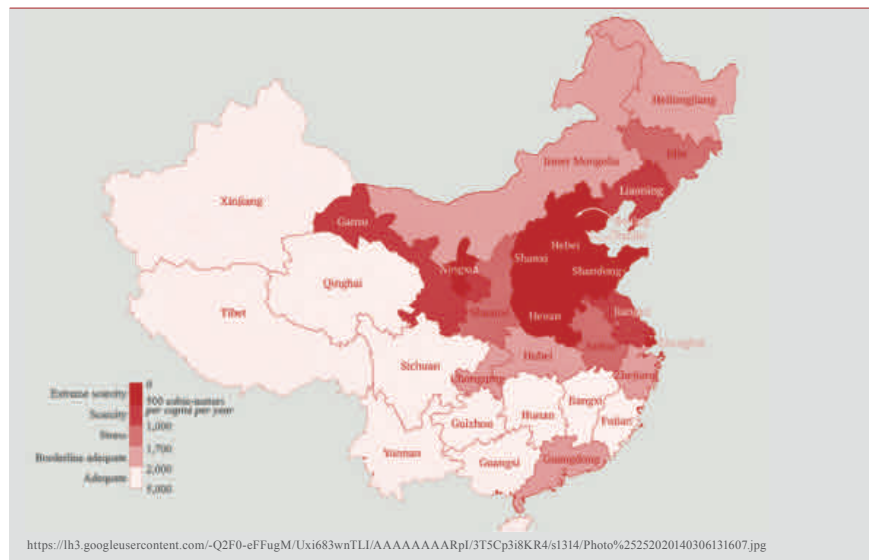 Heilongjiang
Jilin
Inner Mongolia
Liaoning
Xinjiang
Gansu
Hebei
Shanxi
Ningxia
Shandong
Qinghai
Shaanxi
Henan
Jiangsu
Tibet
Anhui
Shanghai
Hubei
Sichuan
Chongqing
Zhejiang
Hunan
Jiangxi
Guizhou
Fujian
Yunnan
Guangxi
Guangdong
Extreme scarcity
0
500 cubic-meters
per capita per year
Scarcity
1,000
Stress
1,700
Borderline adequate
2,000
Adequate
5,000
https://lh3.googleusercontent.com/-Q2F0-eFFugM/Uxi683wnTLI/AAAAAAAARpI/3T5Cp3i8KR4/s1314/Photo%25252020140306131607.jpg